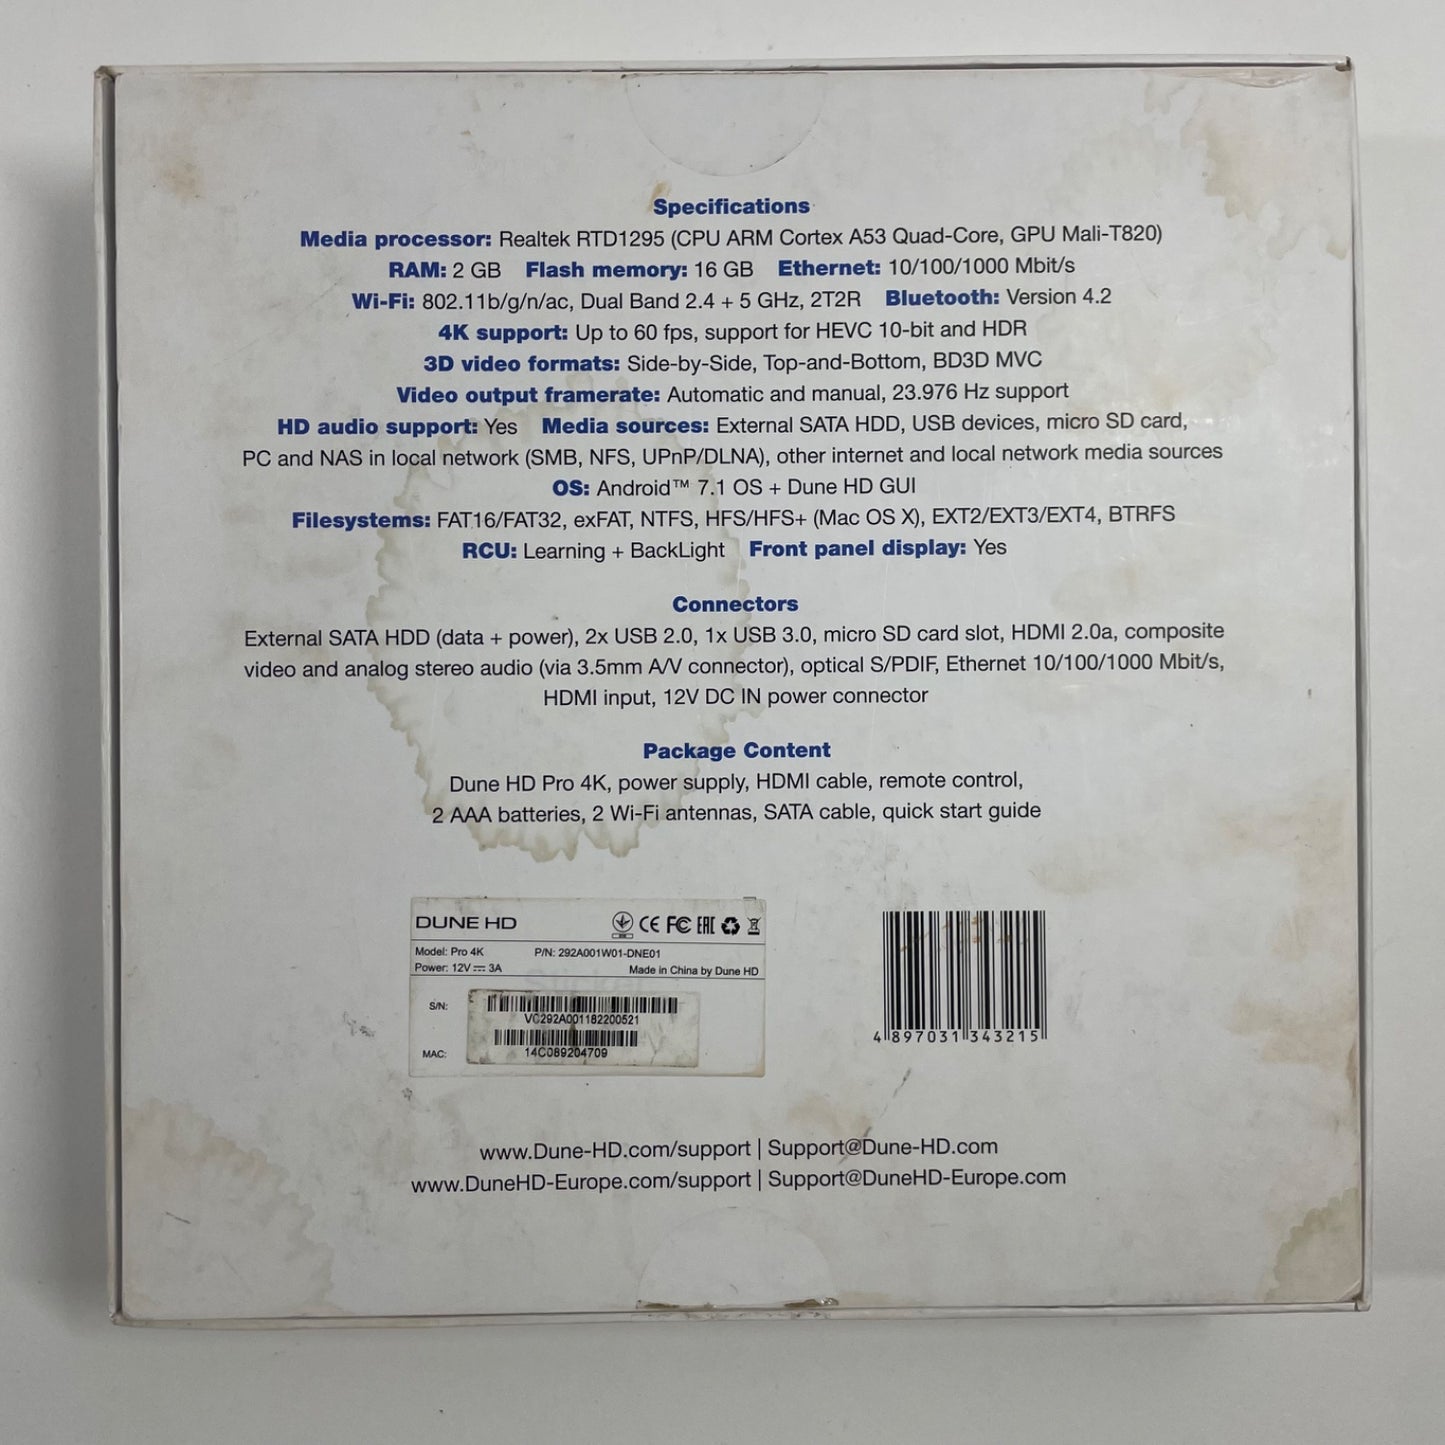 Specifications
Media processor: Realtek RTD1295 (CPU ARM Cortex A53 Quad-Core, GPU Mali-T820)
RAM: 2 GB Flash memory: 16 GB Ethernet: 10/100/1000 Mbit/s
Wi-Fi: 802.11b/g/n/ac, Dual Band 2.4 + 5 GHz, 2T2R Bluetooth: Version 4.2
4K support: Up to 60 fps, support for HEVC 10-bit and HDR
3D video formats: Side-by-Side, Top-and-Bottom, BD3D MVC
Video output framerate: Automatic and manual, 23.976 Hz support
HD audio support: Yes Media sources: External SATA HDD, USB devices, micro SD card,
PC and NAS in local network (SMB, NFS, UPnP/DLNA), other internet and local network media sources
OS: Android™ 7.1 OS + Dune HD GUI
Filesystems: FAT16/FAT32, exFAT, NTFS, HFS/HFS+ (Mac OS X), EXT2/EXT3/EXT4, BTRFS
RCU: Learning + BackLight Front panel display: Yes
Connectors
External SATA HDD (data + power), 2x USB 2.0, 1x USB 3.0, micro SD card slot, HDMI 2.0a, composite
video and analog stereo audio (via 3.5mm A/V connector), optical S/PDIF, Ethernet 10/100/1000 Mbit/s,
HDMI input, 12V DC IN power connector
Package Content
Dune HD Pro 4K, power supply, HDMI cable, remote control,
2 AAA batteries, 2 Wi-Fi antennas, SATA cable, quick start guide
DUNE HD CE FC EAC
Model: Pro 4K P/N: 292A001W01-DNE01
Power: 12V ⎓ 3A Made in China by Dune HD
S/N:
VC292A001182200521
MAC: 14C089204709
4 897031 343215
www.Dune-HD.com/support | Support@Dune-HD.com
www.DuneHD-Europe.com/support | Support@DuneHD-Europe.com